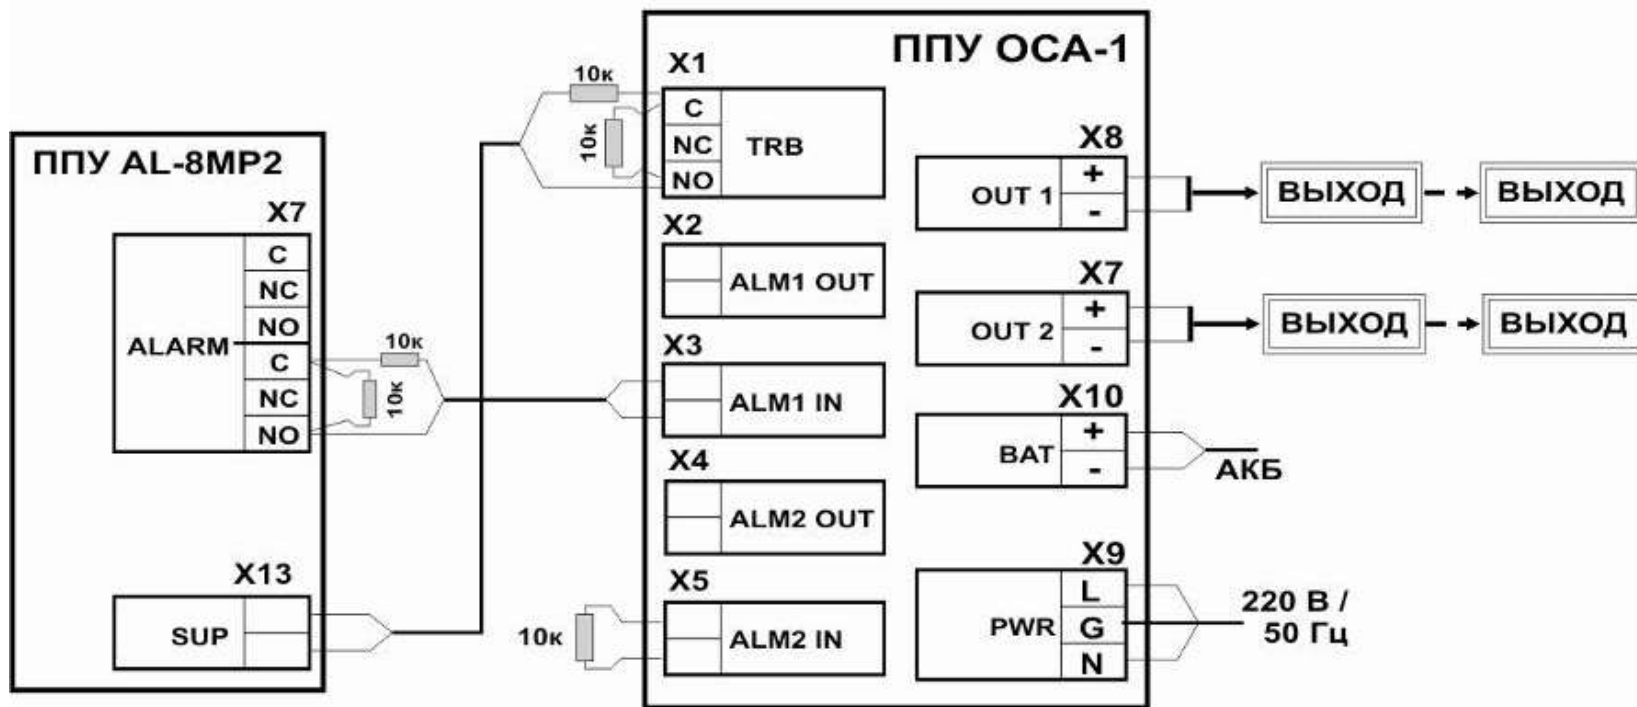 ППУ AL-8MP2
X7
ALARM
C
NC
NO
C
NC
NO
10к
10к
X13
SUP
ППУ ОСА-1
10к
10к
X1
C
NC
NO
TRB
X2
ALM1 OUT
X3
ALM1 IN
X4
ALM2 OUT
X5
ALM2 IN
10к
X8
OUT 1
+
-
ВЫХОД
ВЫХОД
X7
OUT 2
+
-
ВЫХОД
ВЫХОД
X10
BAT
+
-
АКБ
X9
PWR
L
G
N
220 В /
50 Гц